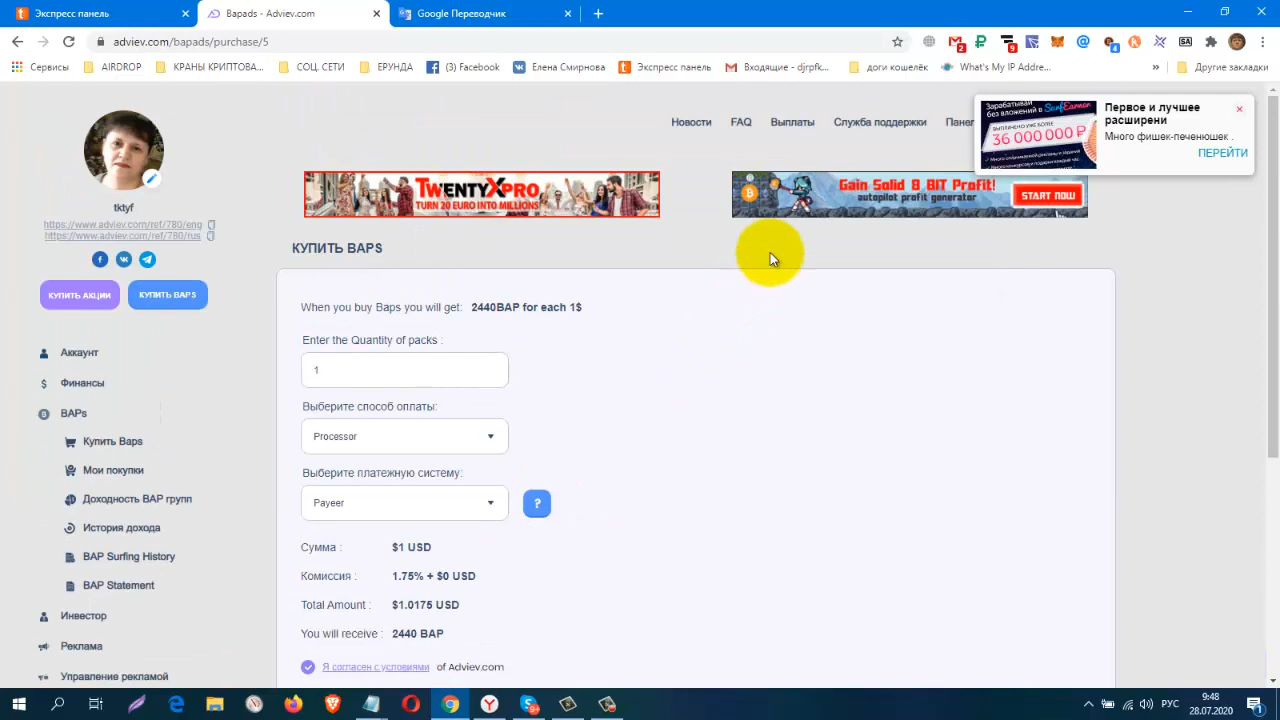 Экспресс панель
Bapads - Adviev.com
Google Переводчик
adviev.com/bapads/purchase/5
Сервисы
AIRDROP
КРАНЫ КРИПТОВА...
СОЦ. СЕТИ
ЕРУНДА
(3) Facebook
Елена Смирнова
Экспресс панель
Входящие - djrpfk...
доги кошелёк
What's My IP Addre...
Другие закладки
Новости
FAQ
Выплаты
Служба поддержки
Зарабатывай
без вложений в SurfEarner
ВЫПЛАЧЕНО УЖЕ БОЛЕЕ
36 000 000 ₽
Первое и лучшее
расширени
Много фишек-печенюшек .
ПЕРЕЙТИ
TWENTYXPRO
TURN 20 EURO INTO MILLIONS
Gain Solid 8 BIT Profit!
autopilot profit generator
START NOW
tktyf
https://www.adviev.com/ref/780/eng
https://www.adviev.com/ref/780/rus
КУПИТЬ АКЦИИ
КУПИТЬ BAPS
Аккаунт
Финансы
BAPs
Купить Baps
Мои покупки
Доходность BAP групп
История дохода
BAP Surfing History
BAP Statement
Инвестор
Реклама
Управление рекламой
КУПИТЬ BAPS
When you buy Baps you will get: 2440BAP for each 1$
Enter the Quantity of packs :
1
Выберите способ оплаты:
Processor
Выберите платежную систему:
Payeer
?
Сумма : $1 USD
Комиссия : 1.75% + $0 USD
Total Amount : $1.0175 USD
You will receive : 2440 BAP
Я согласен с условиями of Adviev.com
РУС
9:48
28.07.2020